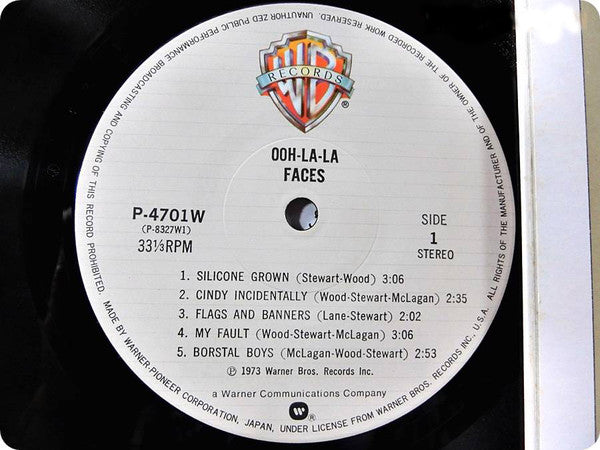 WB
RECORDS
®
OOH-LA-LA
FACES
P-4701W
(P-8327W1)
33⅓RPM
SIDE
1
STEREO
1. SILICONE GROWN (Stewart-Wood) 3:06
2. CINDY INCIDENTALLY (Wood-Stewart-McLagan) 2:35
3. FLAGS AND BANNERS (Lane-Stewart) 2:02
4. MY FAULT (Wood-Stewart-McLagan) 3:06
5. BORSTAL BOYS (McLagan-Wood-Stewart) 2:53
Ⓟ 1973 Warner Bros. Records Inc.
a Warner Communications Company
®
MADE BY WARNER-PIONEER CORPORATION, JAPAN, UNDER LICENSE FROM WARNER BROS. RECORDS INC. U.S.A. ALL RIGHTS OF THE MANUFACTURER AND OF THE OWNER OF THE RECORDED WORK RESERVED. UNAUTHORIZED PUBLIC PERFORMANCE BROADCASTING AND COPYING OF THIS RECORD PROHIBITED.